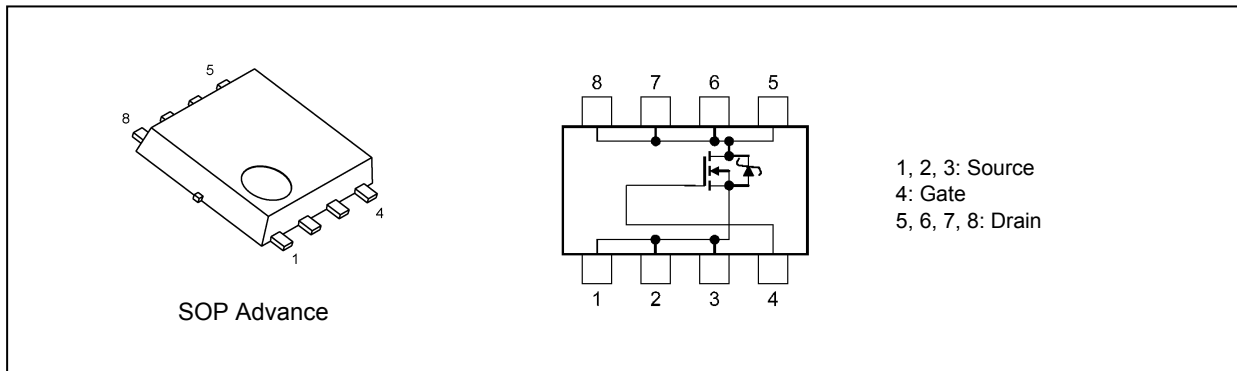 5
8
4
1
SOP Advance
8 7 6 5
1 2 3 4
1, 2, 3: Source
4: Gate
5, 6, 7, 8: Drain